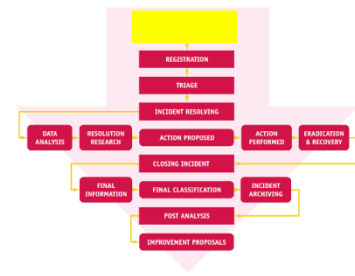 REGISTRATION
TRIAGE
INCIDENT RESOLVING
DATA
ANALYSIS
RESOLUTION
RESEARCH
ACTION PROPOSED
ACTION
PERFORMED
ERADICATION
& RECOVERY
CLOSING INCIDENT
FINAL
INFORMATION
FINAL CLASSIFICATION
INCIDENT
ARCHIVING
POST ANALYSIS
IMPROVEMENT PROPOSALS